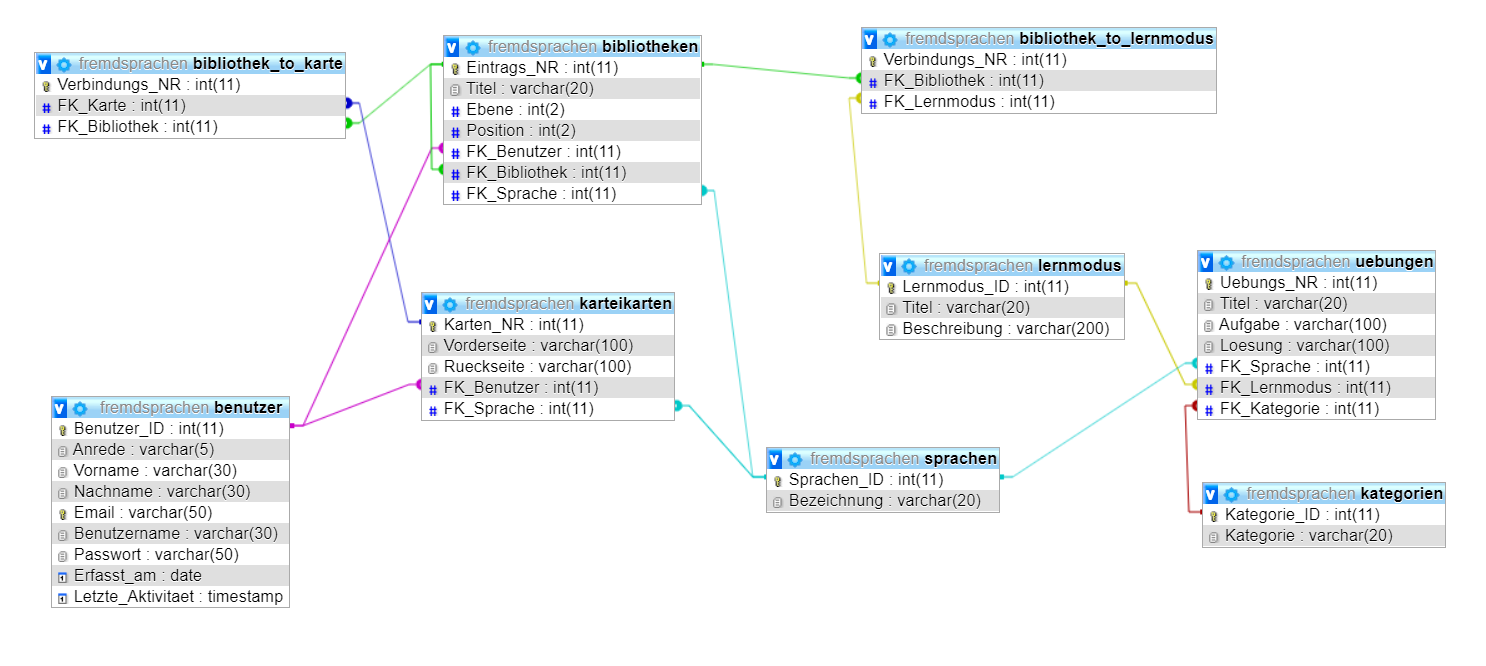 fremdsprachen bibliothek_to_karte
Verbindungs_NR : int(11)
FK_Karte : int(11)
FK_Bibliothek : int(11)
fremdsprachen bibliotheken
Eintrags_NR : int(11)
Titel : varchar(20)
Ebene : int(2)
Position : int(2)
FK_Benutzer : int(11)
FK_Bibliothek : int(11)
FK_Sprache : int(11)
fremdsprachen bibliothek_to_lernmodus
Verbindungs_NR : int(11)
FK_Bibliothek : int(11)
FK_Lernmodus : int(11)
fremdsprachen lernmodus
Lernmodus_ID : int(11)
Titel : varchar(20)
Beschreibung : varchar(200)
fremdsprachen uebungen
Uebungs_NR : int(11)
Titel : varchar(20)
Aufgabe : varchar(100)
Loesung : varchar(100)
FK_Sprache : int(11)
FK_Lernmodus : int(11)
FK_Kategorie : int(11)
fremdsprachen karteikarten
Karten_NR : int(11)
Vorderseite : varchar(100)
Rueckseite : varchar(100)
FK_Benutzer : int(11)
FK_Sprache : int(11)
fremdsprachen benutzer
Benutzer_ID : int(11)
Anrede : varchar(5)
Vorname : varchar(30)
Nachname : varchar(30)
Email : varchar(50)
Benutzername : varchar(30)
Passwort : varchar(50)
Erfasst_am : date
Letzte_Aktivitaet : timestamp
fremdsprachen sprachen
Sprachen_ID : int(11)
Bezeichnung : varchar(20)
fremdsprachen kategorien
Kategorie_ID : int(11)
Kategorie : varchar(20)